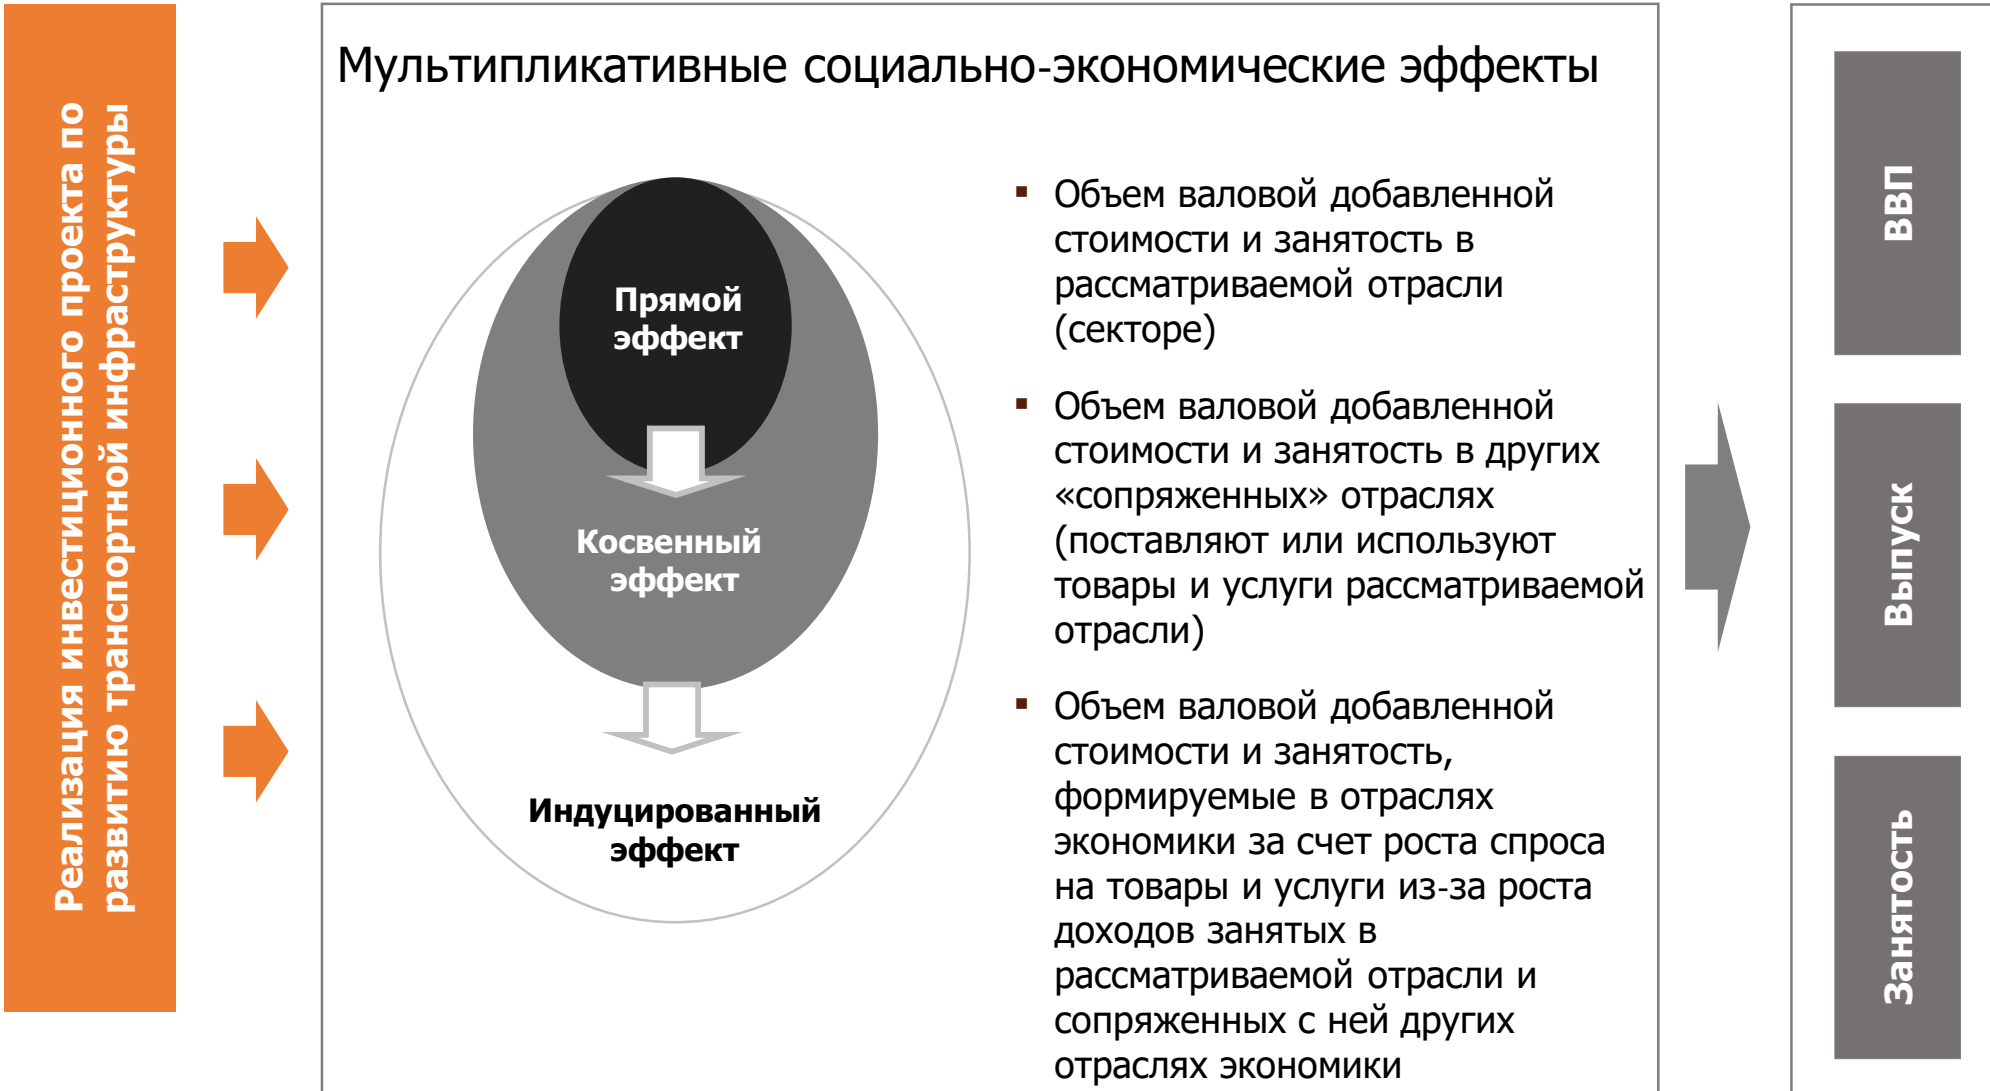 Реализация инвестиционного проекта по
развитию транспортной инфраструктуры
Мультипликативные социально-экономические эффекты
Прямой
эффект
Косвенный
эффект
Индуцированный
эффект
▪ Объем валовой добавленной
стоимости и занятость в
рассматриваемой отрасли
(секторе)
▪ Объем валовой добавленной
стоимости и занятость в других
«сопряженных» отраслях
(поставляют или используют
товары и услуги рассматриваемой
отрасли)
▪ Объем валовой добавленной
стоимости и занятость,
формируемые в отраслях
экономики за счет роста спроса
на товары и услуги из-за роста
доходов занятых в
рассматриваемой отрасли и
сопряженных с ней других
отраслях экономики
ВВП
Выпуск
Занятость